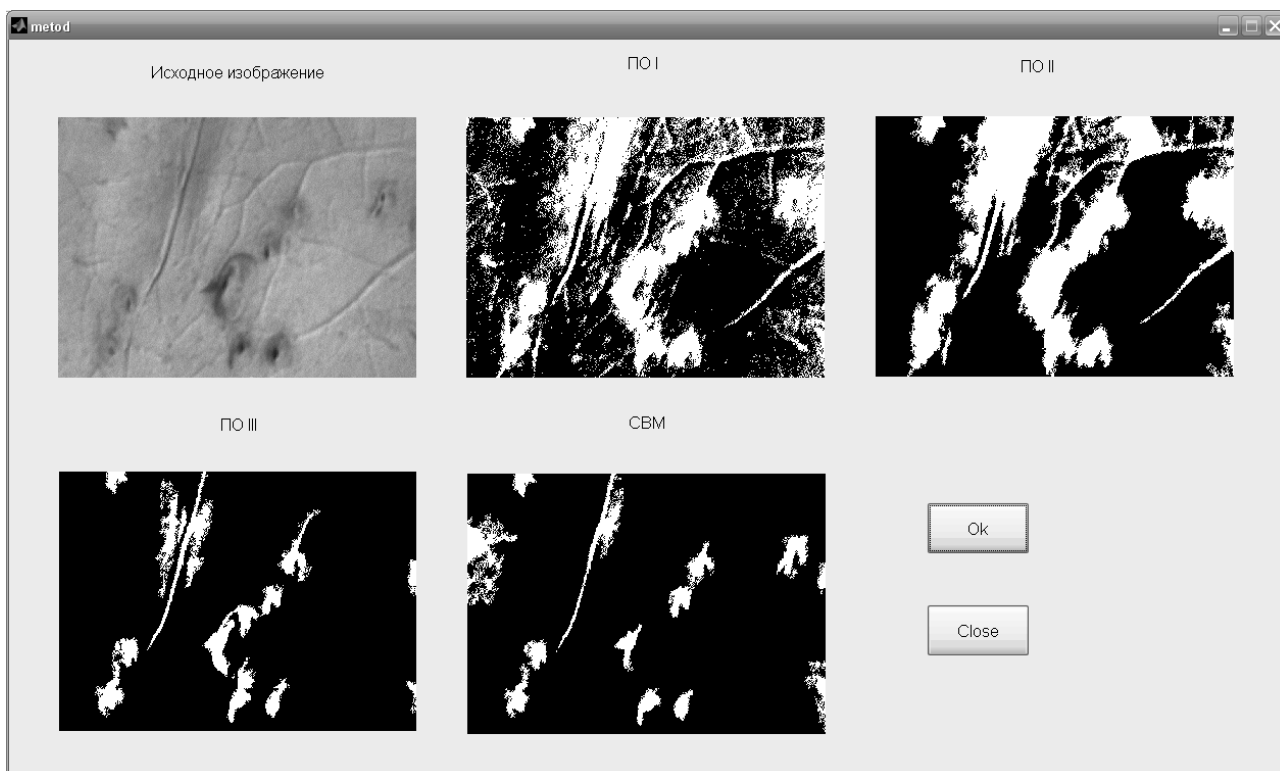 metod
Исходное изображение
ПО I
ПО II
ПО III
СВМ
Ok
Close